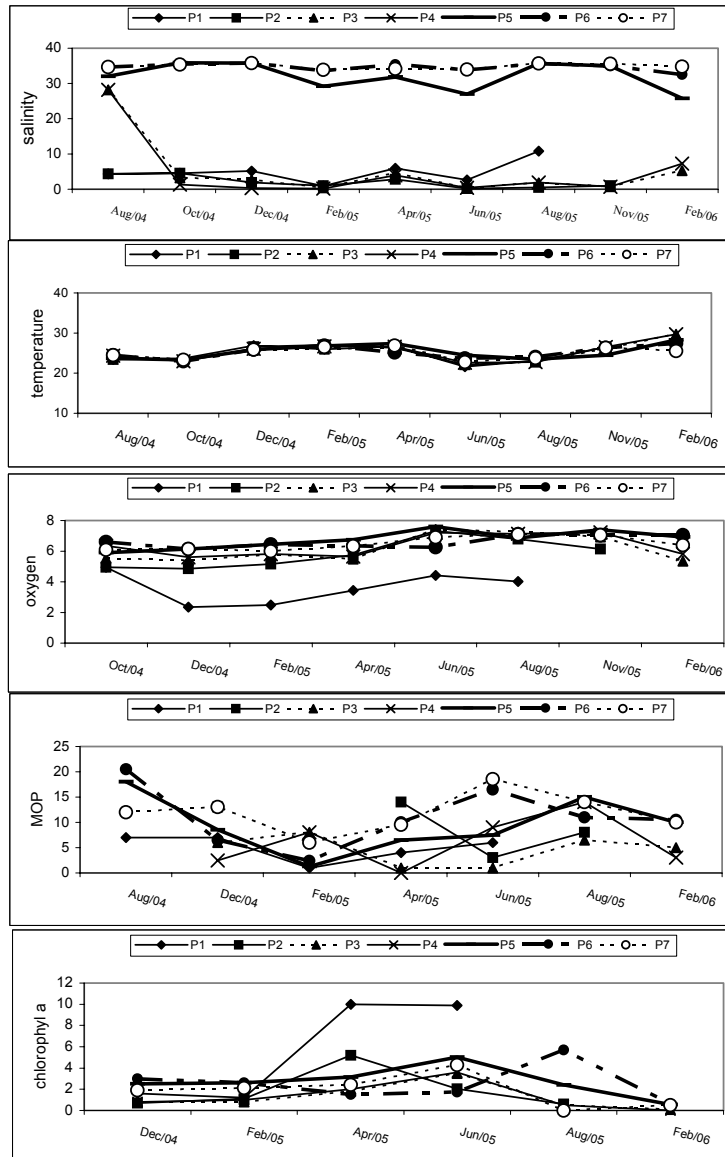 P1 P2 P3 P4 P5 P6 P7
40
30
20
10
0
salinity
Aug/04 Oct/04 Dec/04 Feb/05 Apr/05 Jun/05 Aug/05 Nov/05 Feb/06
P1 P2 P3 P4 P5 P6 P7
40
30
20
10
temperature
Aug/04 Oct/04 Dec/04 Feb/05 Apr/05 Jun/05 Aug/05 Nov/05 Feb/06
P1 P2 P3 P4 P5 P6 P7
8
6
4
2
0
oxygen
Oct/04 Dec/04 Feb/05 Apr/05 Jun/05 Aug/05 Nov/05 Feb/06
P1 P2 P3 P4 P5 P6 P7
25
20
15
10
5
0
MOP
Aug/04 Dec/04 Feb/05 Apr/05 Jun/05 Aug/05 Feb/06
P1 P2 P3 P4 P5 P6 P7
12
10
8
6
4
2
0
chlorophyl a
Dec/04 Feb/05 Apr/05 Jun/05 Aug/05 Feb/06